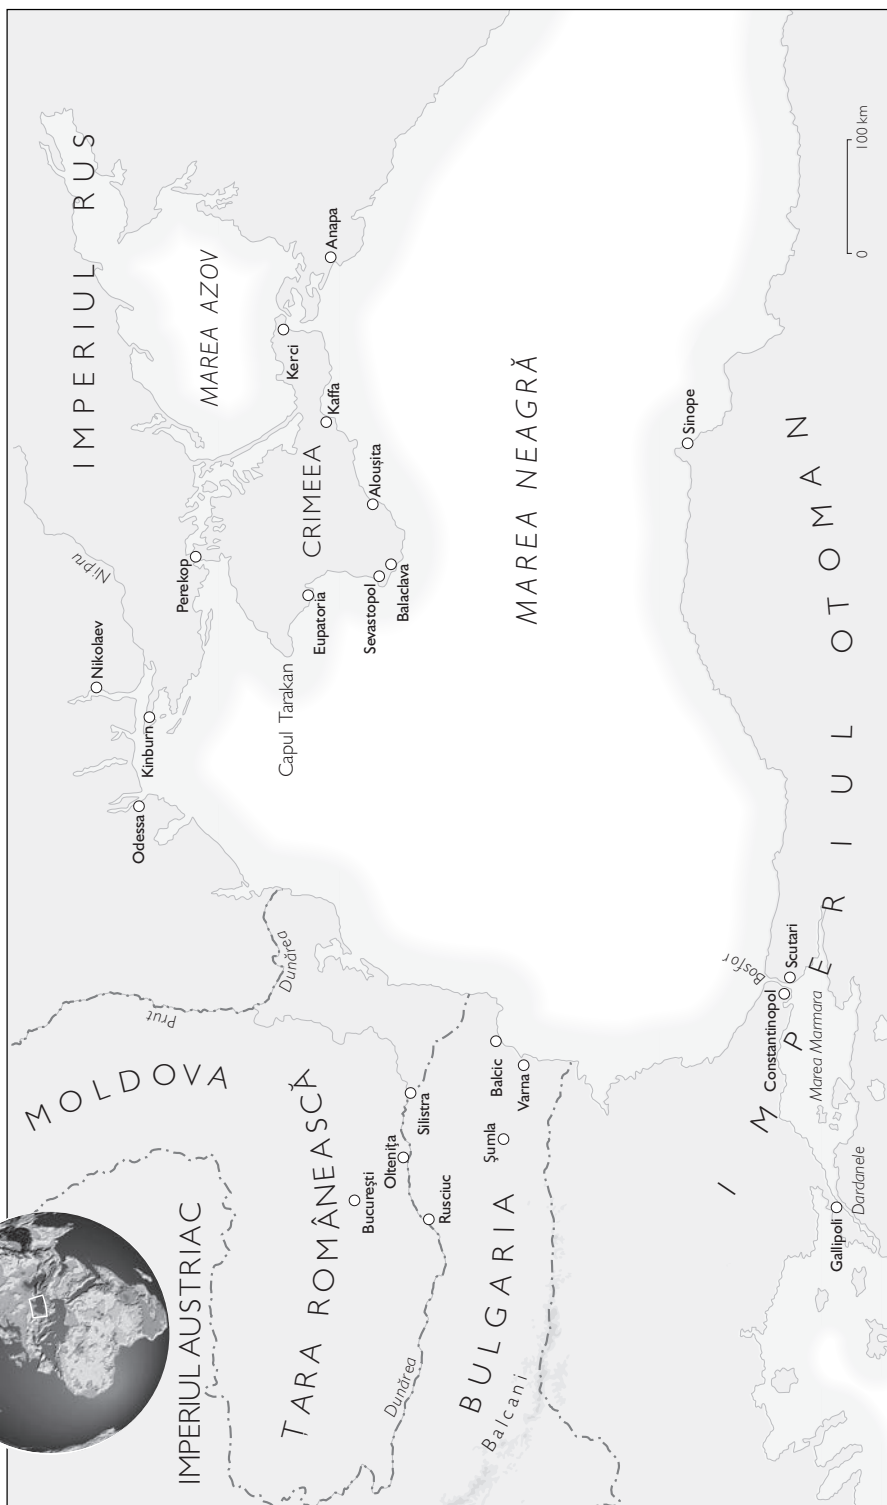 IMPERIUL RUS
MAREA AZOV
Nipru
Nikolaev
Kinburn
Odessa
Perekop
CRIMEEA
Kerci
Anapa
Kaffa
Alousita
Eupatoria
Sevastopol
Balaclava
Capul Tarakan
MAREA NEAGRĂ
Sinope
IMPERIUL OTOMAN
0 100 km
Prut
Dunărea
MOLDOVA
IMPERIUL AUSTRIAC
TARA ROMÂNEASCĂ
București
Oltenița
Silistra
Rusciuc
Dunărea
BULGARIA
Balcani
Șumla
Balcic
Varna
Bosfor
Constantinopol
Scutari
Marea Marmara
Gallipoli
Dardanele